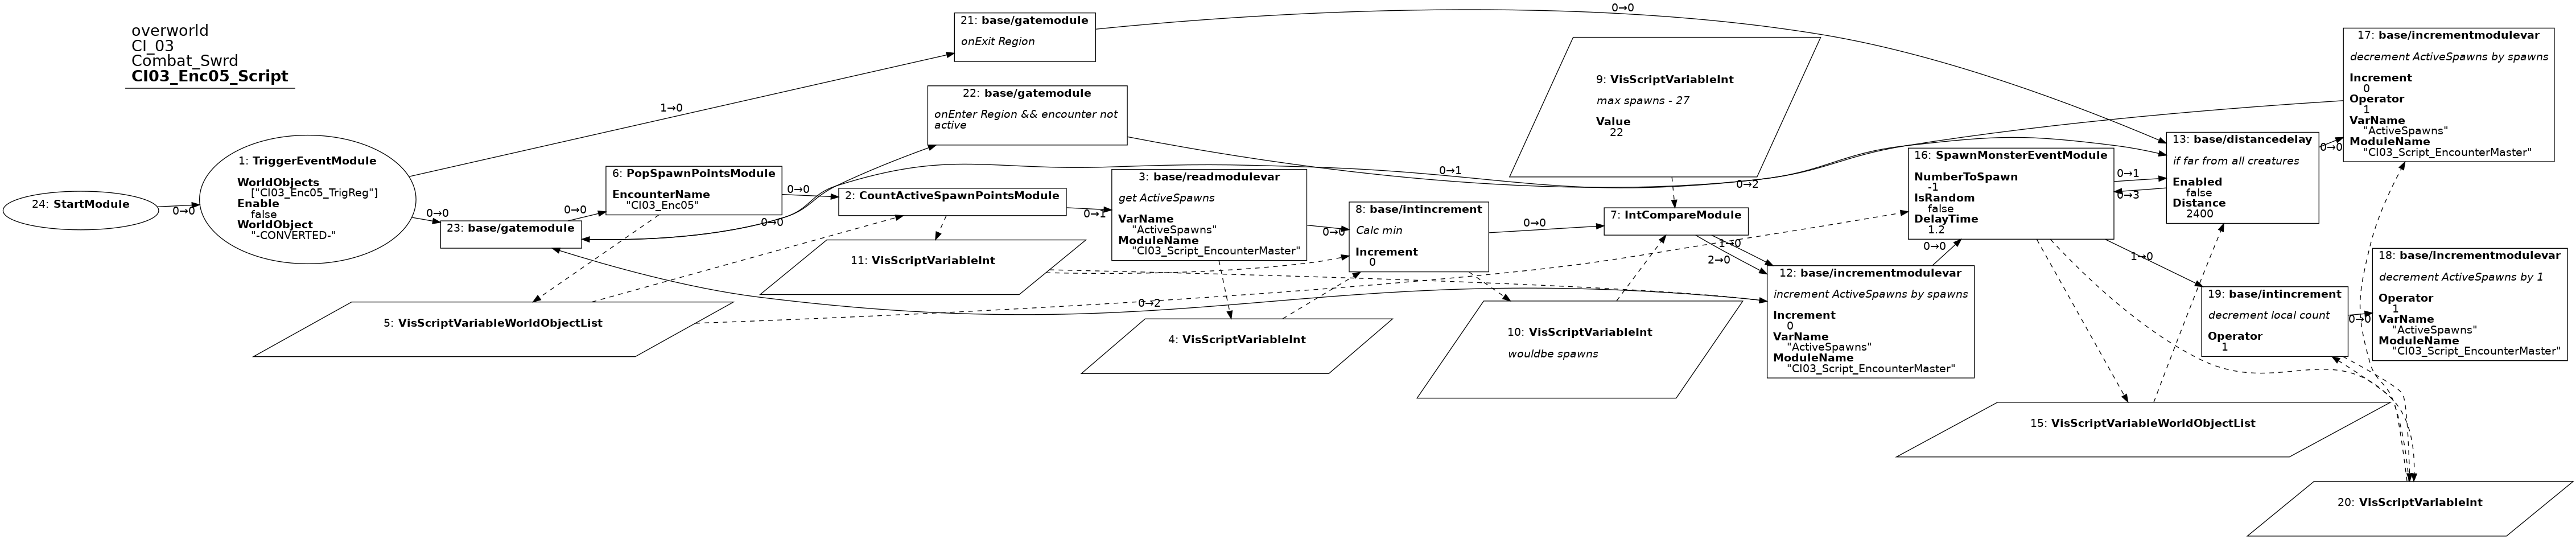 overworld
CI_03
Combat_Swrd
CI03_Enc05_Script
24: StartModule
0→0
1: TriggerEventModule
WorldObjects
["CI03_Enc05_TrigReg"]
Enable
false
WorldObject
"-CONVERTED-"
1→0
0→0
23: base/gatemodule
0→0
6: PopSpawnPointsModule
EncounterName
"CI03_Enc05"
0→0
0→0
5: VisScriptVariableWorldObjectList
21: base/gatemodule
onExit Region
0→0
22: base/gatemodule
onEnter Region && encounter not
active
2: CountActiveSpawnPointsModule
0→1
11: VisScriptVariableInt
3: base/readmodulevar
get ActiveSpawns
VarName
"ActiveSpawns"
ModuleName
"CI03_Script_EncounterMaster"
0→0
0→2
4: VisScriptVariableInt
8: base/intincrement
Calc min
Increment
0
0→1
0→0
10: VisScriptVariableInt
wouldbe spawns
9: VisScriptVariableInt
max spawns - 27
Value
22
0→2
7: IntCompareModule
1→0
2→0
12: base/incrementmodulevar
increment ActiveSpawns by spawns
Increment
0
VarName
"ActiveSpawns"
ModuleName
"CI03_Script_EncounterMaster"
0→0
16: SpawnMonsterEventModule
NumberToSpawn
-1
IsRandom
false
DelayTime
1.2
0→1
0→3
1→0
13: base/distancedelay
if far from all creatures
Enabled
false
Distance
2400
0→0
19: base/intincrement
decrement local count
Operator
1
0→0
15: VisScriptVariableWorldObjectList
17: base/incrementmodulevar
decrement ActiveSpawns by spawns
Increment
0
Operator
1
VarName
"ActiveSpawns"
ModuleName
"CI03_Script_EncounterMaster"
18: base/incrementmodulevar
decrement ActiveSpawns by 1
Operator
1
VarName
"ActiveSpawns"
ModuleName
"CI03_Script_EncounterMaster"
20: VisScriptVariableInt